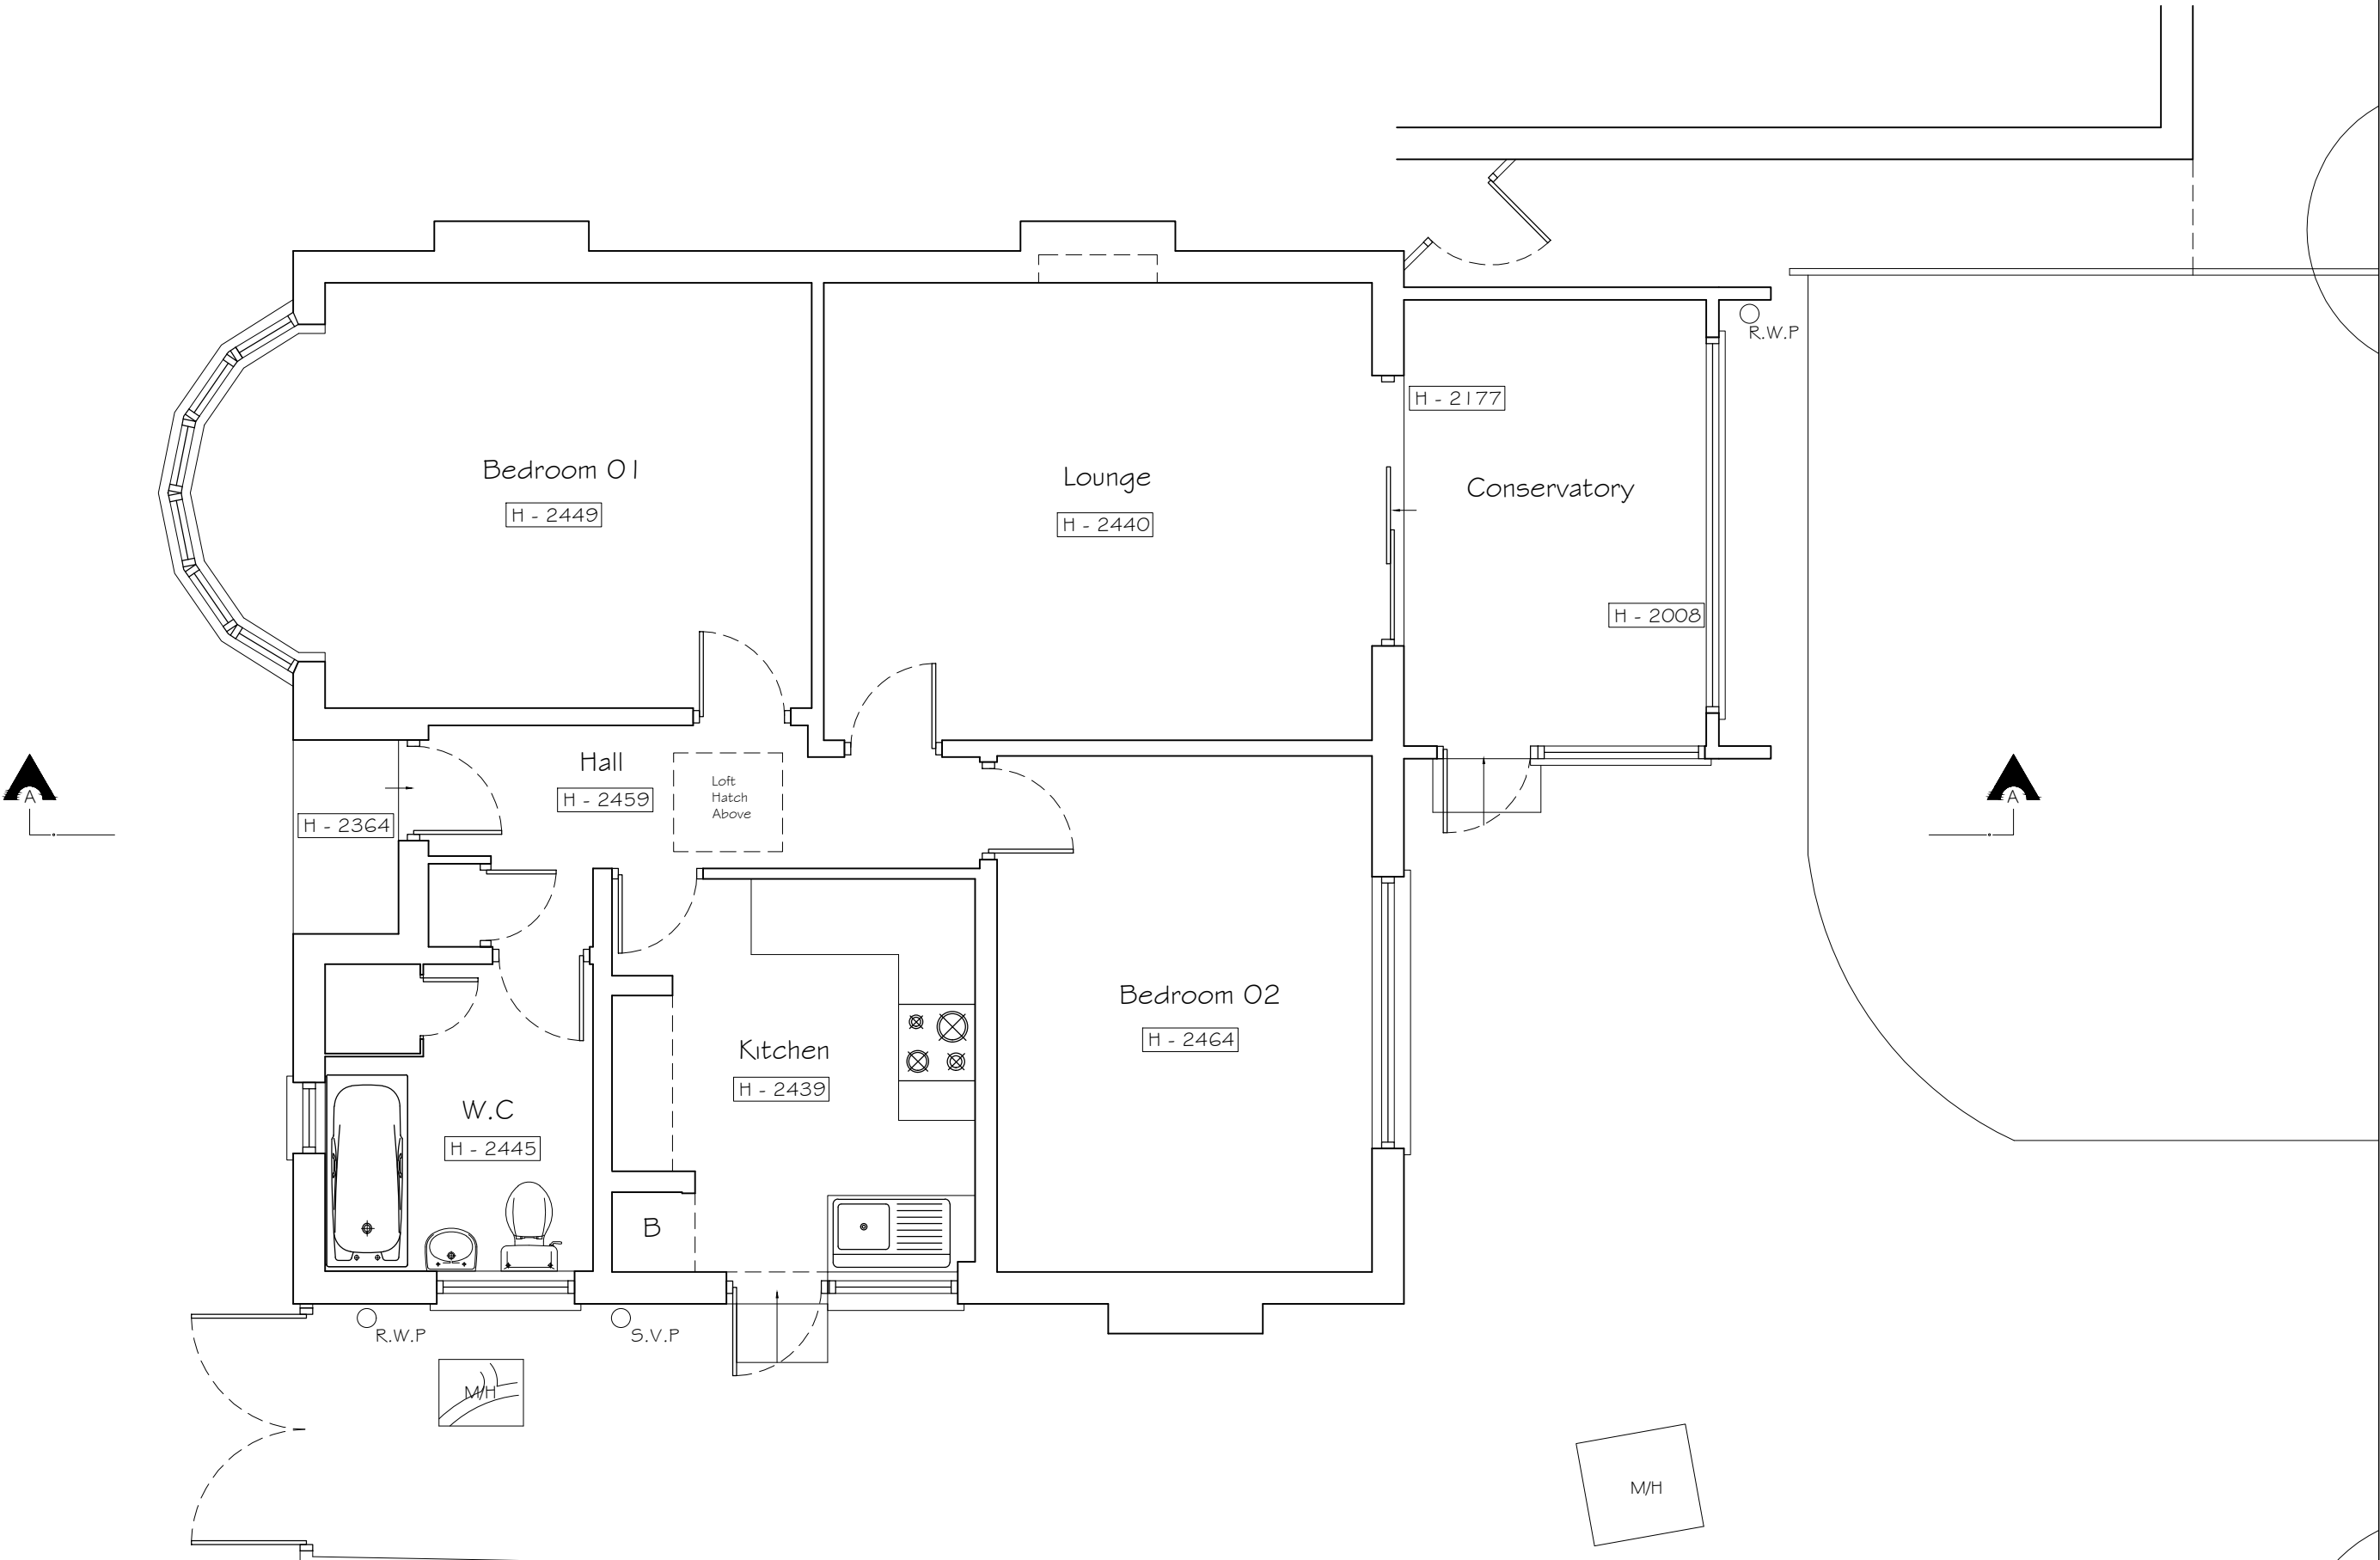 R.W.P
H - 2177
Bedroom 01
H - 2449
Lounge
H - 2440
Conservatory
H - 2008
Hall
H - 2459
Loft
Hatch
Above
A
H - 2364
A
Bedroom 02
H - 2464
Kitchen
H - 2439
W.C
H - 2445
B
R.W.P
S.V.P
M/H
M/H